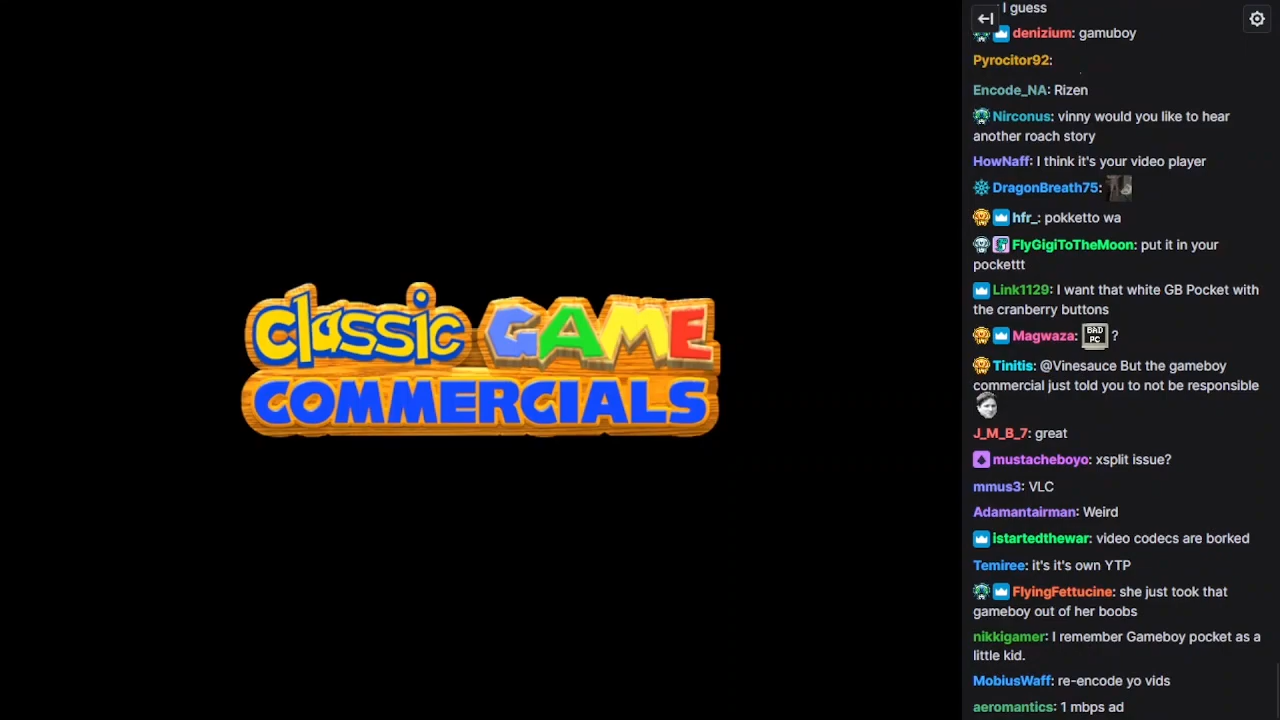 classic GAME
COMMERCIALS
I guess
denizium: gamuboy
Pyrocitor92:
Encode_NA: Rizen
Nirconus: vinny would you like to hear
another roach story
HowNaff: I think it's your video player
DragonBreath75:
hfr_: pokketto wa
FlyGigiToTheMoon: put it in your
pockettt
Link1129: I want that white GB Pocket with
the cranberry buttons
Magwaza: BAD PC ?
Tinitis: @Vinesauce But the gameboy
commercial just told you to not be responsible
J_M_B_7: great
mustacheboyo: xsplit issue?
mmus3: VLC
Adamantairman: Weird
istartedthewar: video codecs are borked
Temiree: it's it's own YTP
FlyingFettucine: she just took that
gameboy out of her boobs
nikkigamer: I remember Gameboy pocket as a
little kid.
MobiusWaff: re-encode yo vids
aeromantics: 1 mbps ad